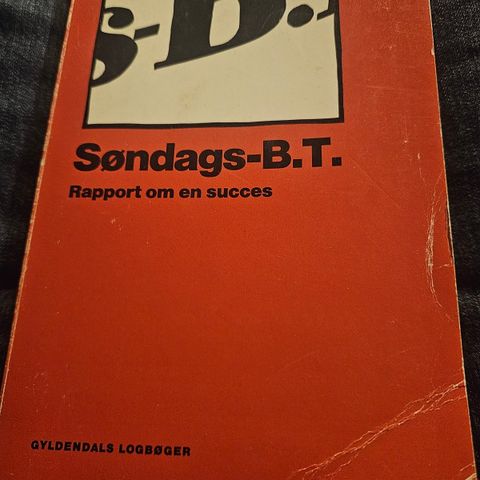 s-B.T
Søndags-B.T.
Rapport om en succes
GYLDENDALS LOGBØGER